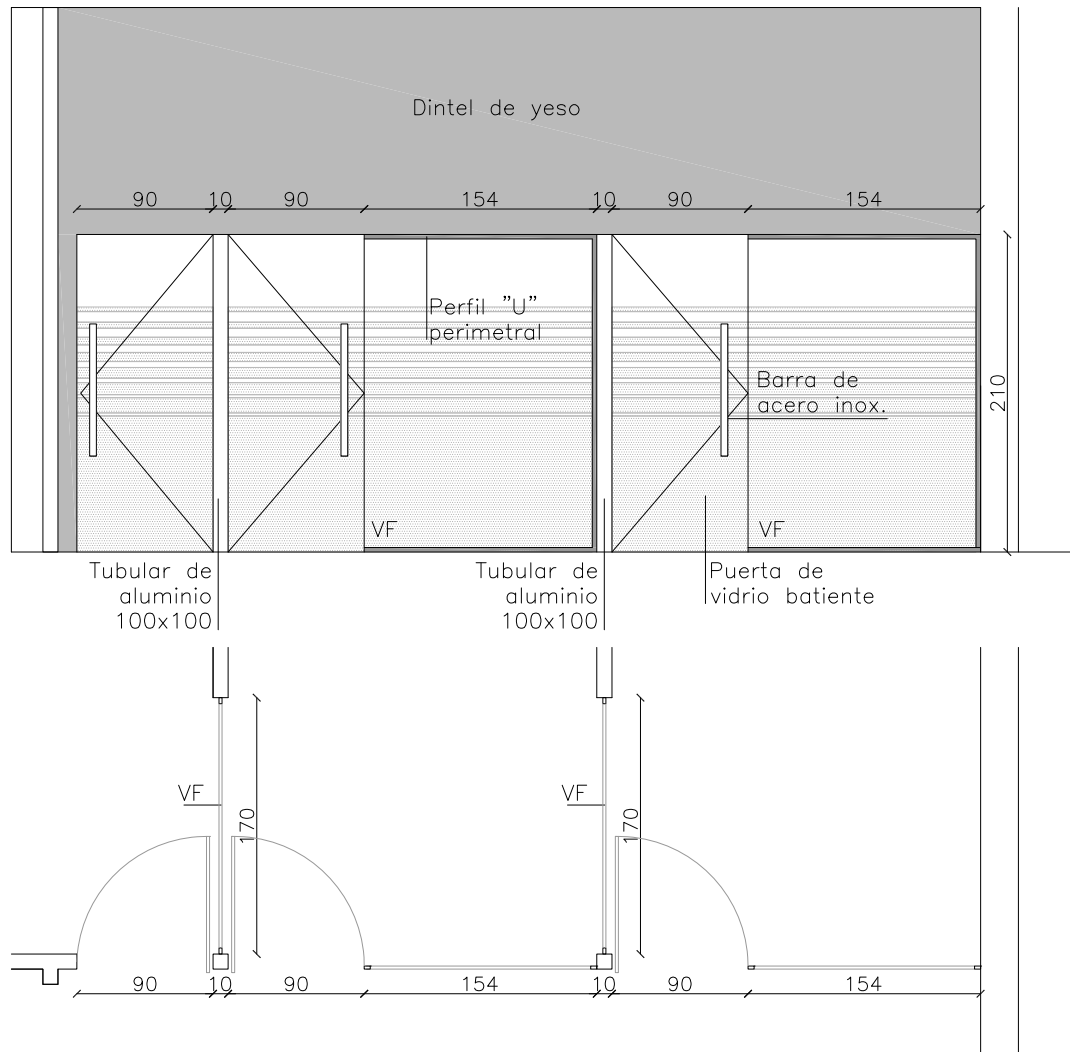 Dintel de yeso
90 10 90 154 10 90 154
Perfil "U"
perimetral
Barra de
acero inox.
210
VF
VF
Tubular de
aluminio
100x100
Tubular de
aluminio
100x100
Puerta de
vidrio batiente
VF
170
VF
170
90 10 90 154 10 90 154